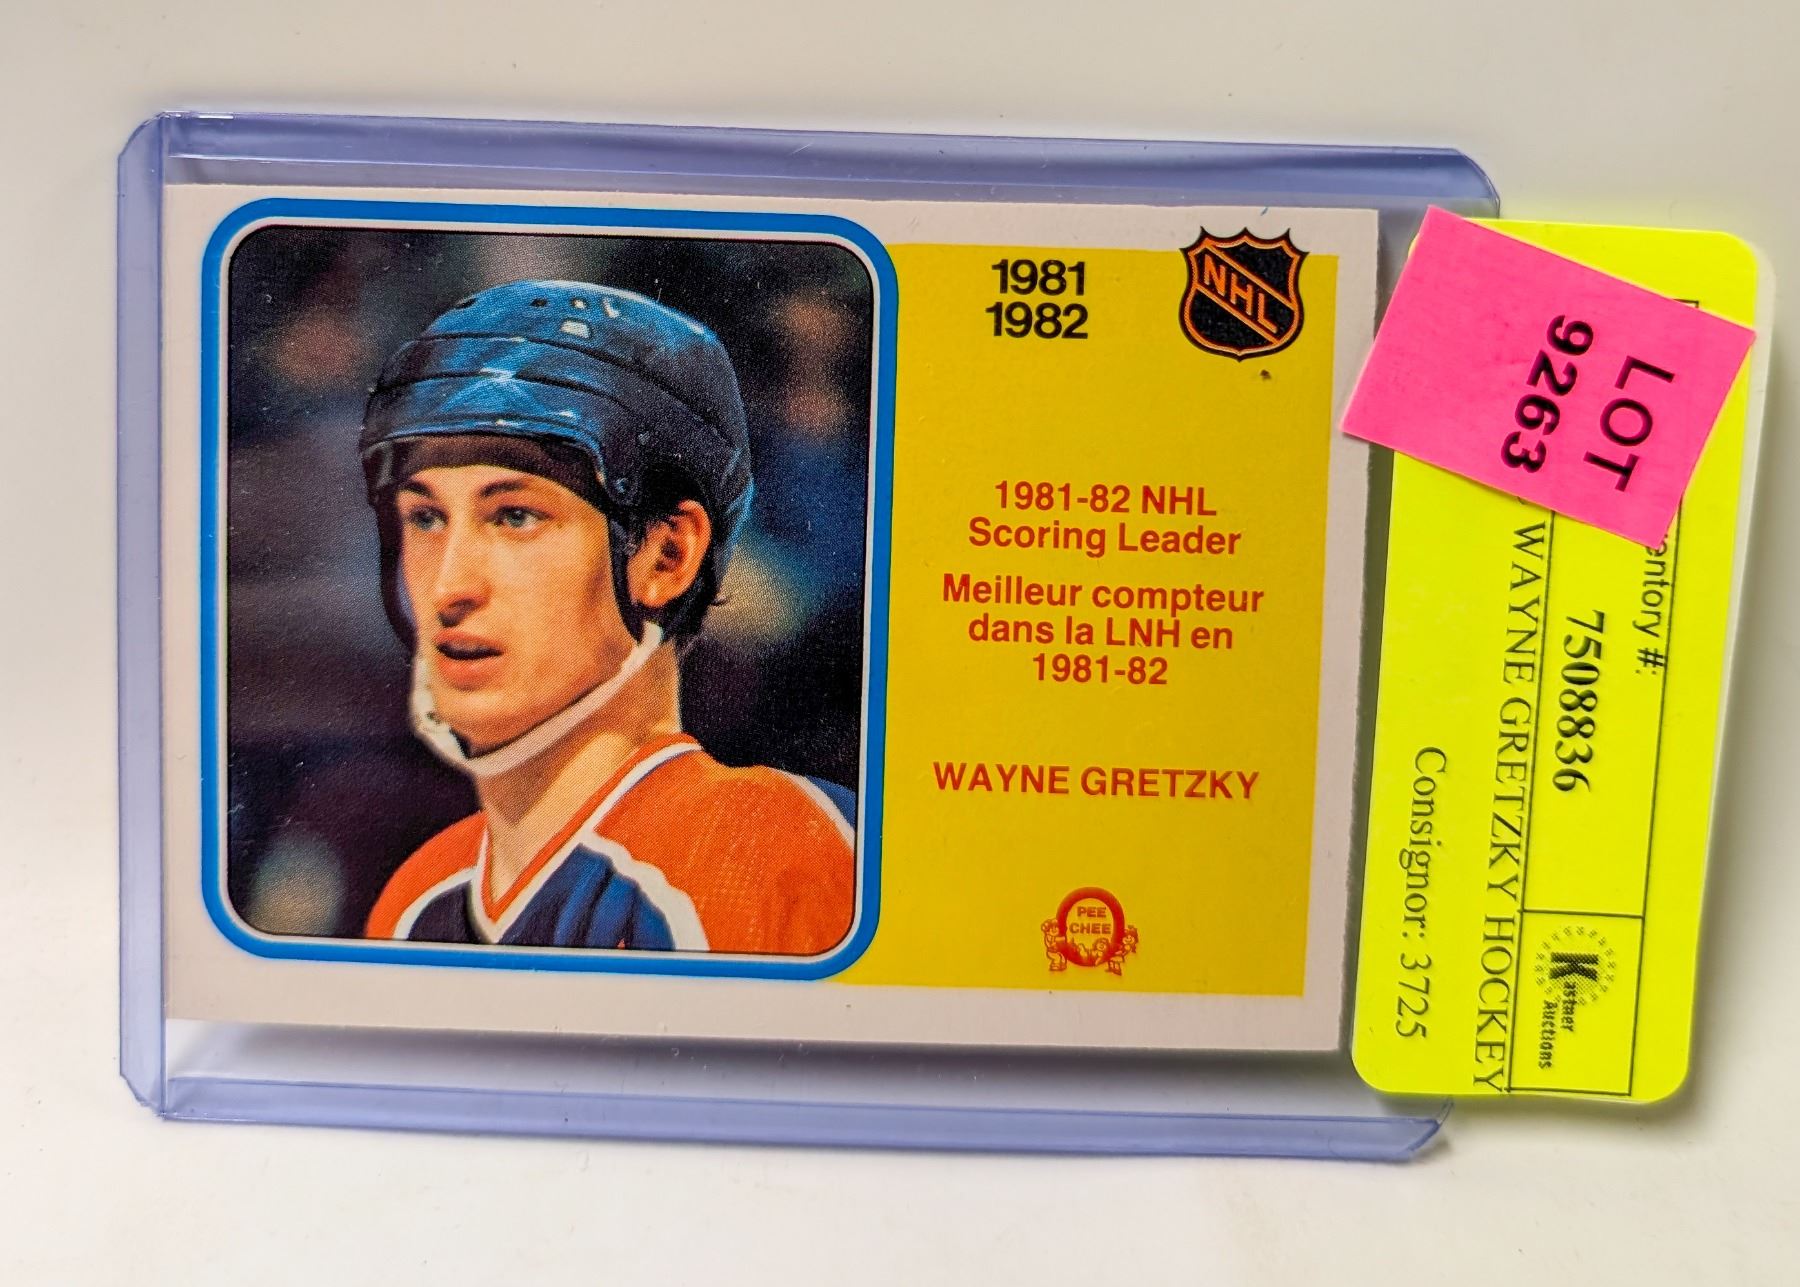 1981
1982
NHL
1981-82 NHL
Scoring Leader
Meilleur compteur
dans la LNH en
1981-82
WAYNE GRETZKY
PEE
CHEE
LOT
9263
7508836
WAYNE GRETZKY HOCKEY
Consignor: 3725
Kastner
Auctions